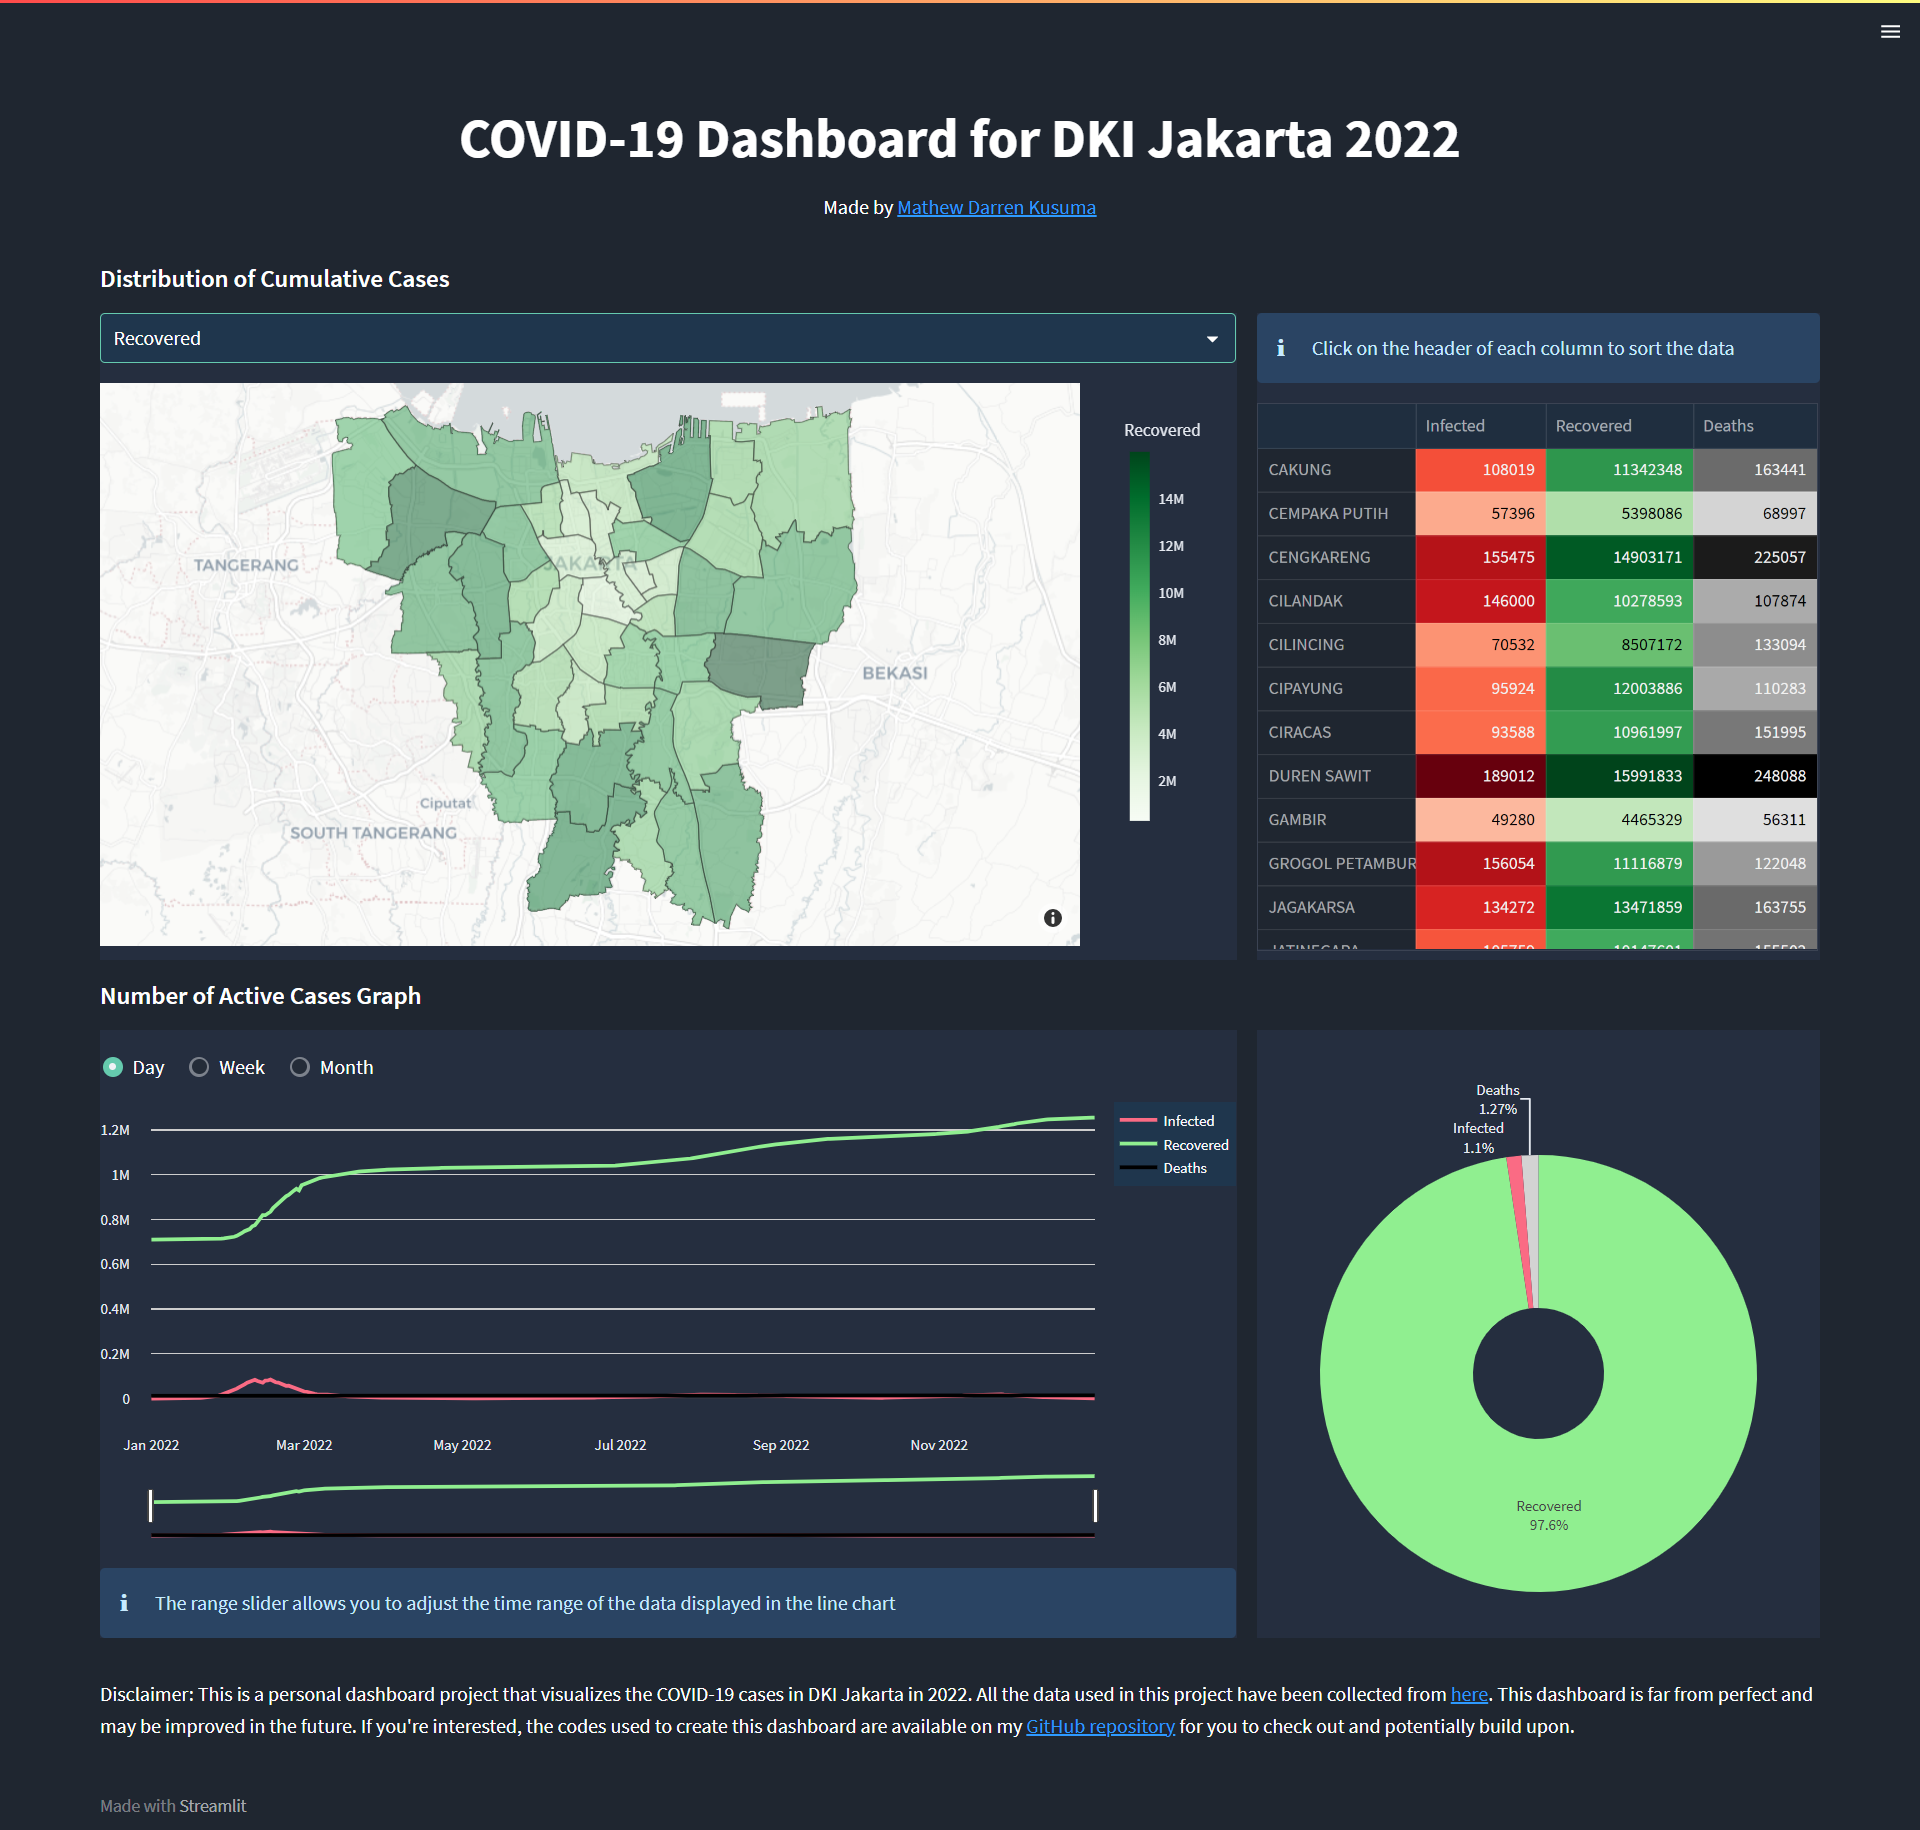 COVID-19 Dashboard for DKI Jakarta 2022
Made by Mathew Darren Kusuma
Distribution of Cumulative Cases
Recovered
TANGERANG
JAKARTA
BEKASI
Ciputat
SOUTH TANGERANG
Recovered
14M
12M
10M
8M
6M
4M
2M
Click on the header of each column to sort the data
Infected Recovered Deaths
CAKUNG 108019 11342348 163441
CEMPAKA PUTIH 57396 5398086 68997
CENGKARENG 155475 14903171 225057
CILANDAK 146000 10278593 107874
CILINCING 70532 8507172 133094
CIPAYUNG 95924 12003886 110283
CIRACAS 93588 10961997 151995
DUREN SAWIT 189012 15991833 248088
GAMBIR 49280 4465329 56311
GROGOL PETAMBUR 156054 11116879 122048
JAGAKARSA 134272 13471859 163755
Number of Active Cases Graph
Day Week Month
1.2M
1M
0.8M
0.6M
0.4M
0.2M
0
Jan 2022 Mar 2022 May 2022 Jul 2022 Sep 2022 Nov 2022
Infected
Recovered
Deaths
The range slider allows you to adjust the time range of the data displayed in the line chart
Deaths
1.27%
Infected
1.1%
Recovered
97.6%
Disclaimer: This is a personal dashboard project that visualizes the COVID-19 cases in DKI Jakarta in 2022. All the data used in this project have been collected from here. This dashboard is far from perfect and
may be improved in the future. If you're interested, the codes used to create this dashboard are available on my GitHub repository for you to check out and potentially build upon.
Made with Streamlit